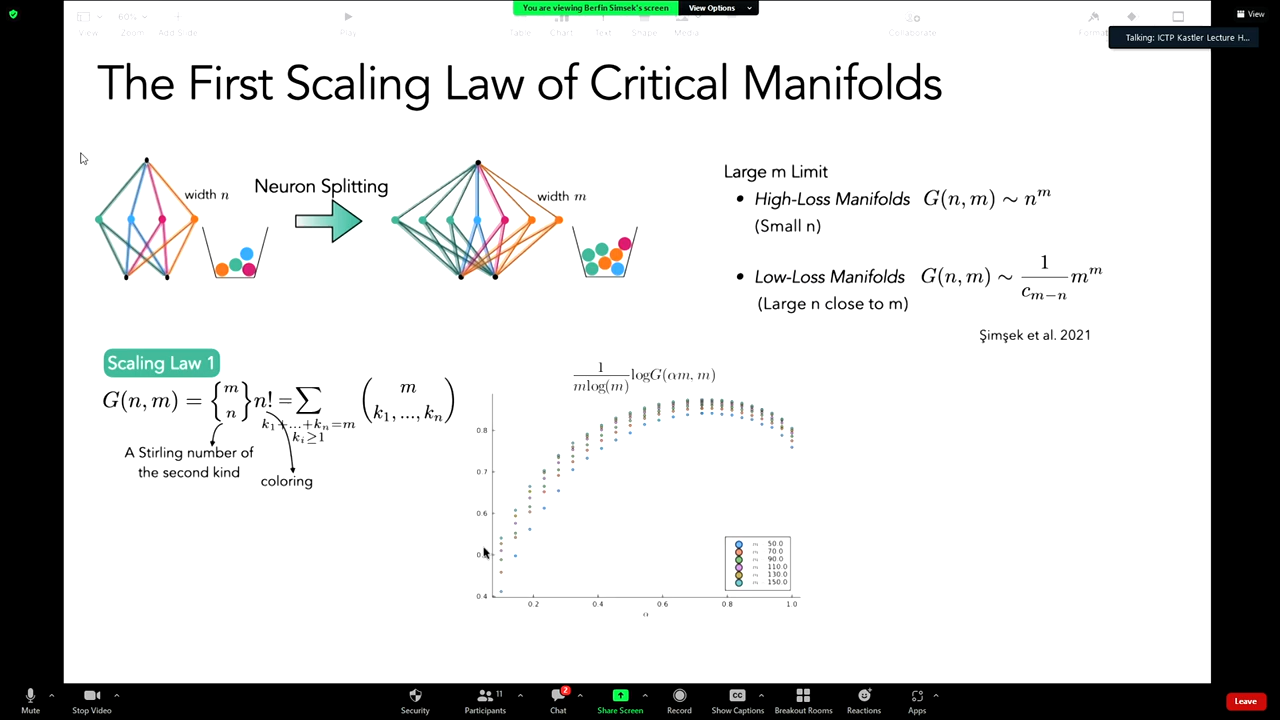 You are viewing Berfin Simsek's screen
View Options
View
60%
View
Zoom
Add Slide
Play
Table
Chart
Text
Shape
Media
Collaborate
Format
Talking: ICTP Kastler Lecture H...
The First Scaling Law of Critical Manifolds
width n
Neuron Splitting
width m
Large m Limit
• High-Loss Manifolds G(n, m) ∼ n^m
(Small n)
• Low-Loss Manifolds G(n, m) ∼ 1/c_{m−n} m^m
(Large n close to m)
Şimşek et al. 2021
Scaling Law 1
G(n, m) = {m n} n! = ∑ (m k_1, ..., k_n)
k_1+...+k_n=m
k_i≥1
A Stirling number of
the second kind
coloring
1/(m log(m)) log G(αm, m)
0.8
0.7
0.6
0.5
0.4
0.2
0.4
0.6
0.8
1.0
α
m 50.0
m 70.0
m 90.0
m 110.0
m 130.0
m 150.0
Mute
Stop Video
Security
Participants
11
Chat
2
Share Screen
Record
CC
Show Captions
Breakout Rooms
Reactions
Apps
Leave